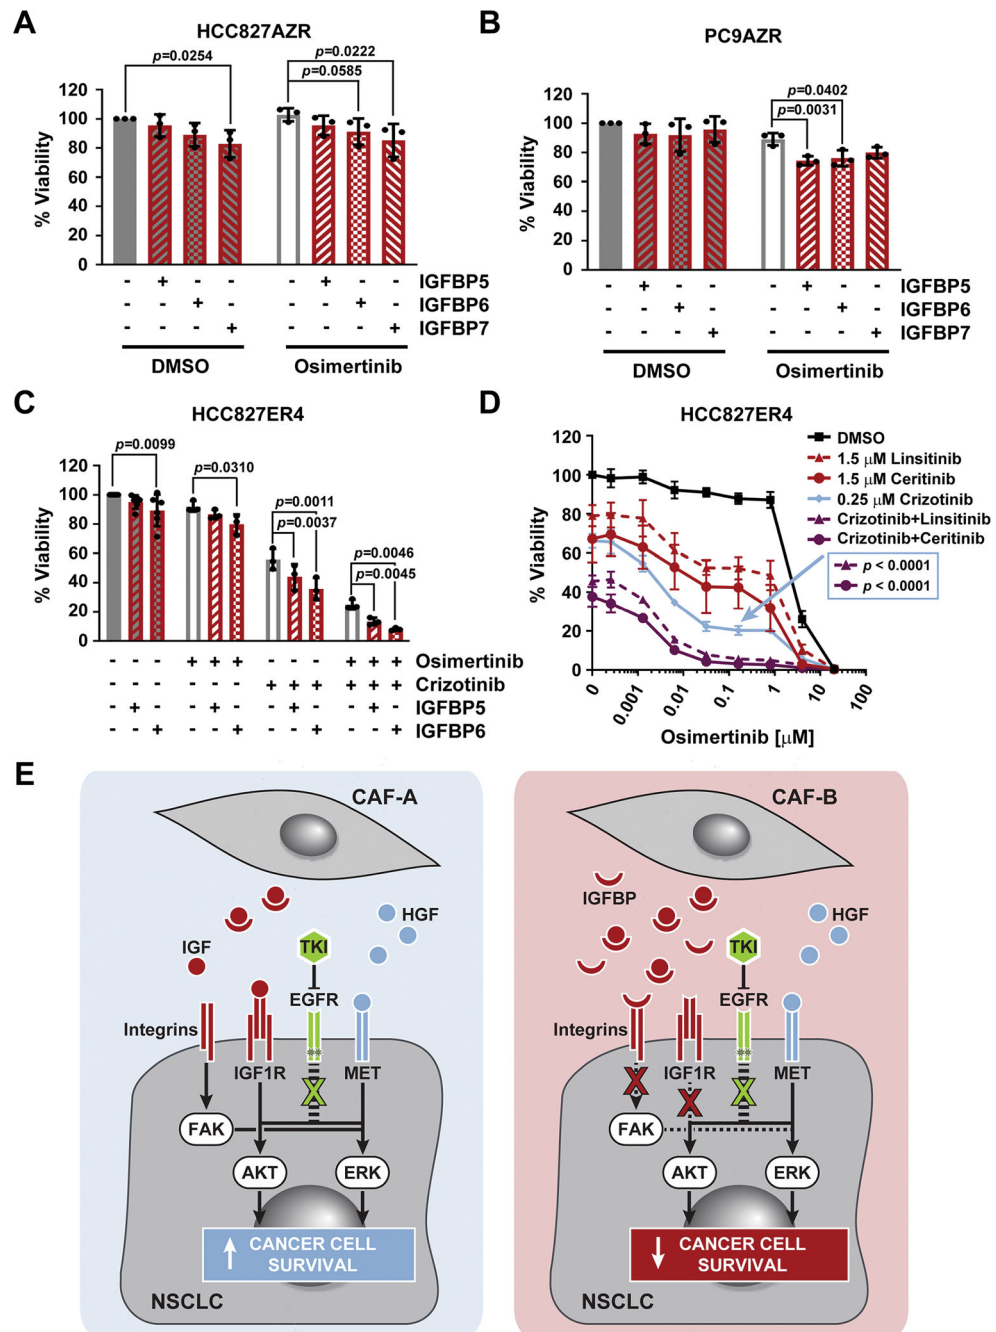 A
HCC827AZR
p=0.0254
p=0.0222
p=0.0585
% Viability
120
100
80
60
40
20
0
- + - - - + - - IGFBP5
- - + - - - + - IGFBP6
- - - + - - - + IGFBP7
DMSO Osimertinib
B
PC9AZR
p=0.0402
p=0.0031
% Viability
120
100
80
60
40
20
0
- + - - - + - - IGFBP5
- - + - - - + - IGFBP6
- - - + - - - + IGFBP7
DMSO Osimertinib
C
HCC827ER4
p=0.0099
p=0.0310
p=0.0011
p=0.0037
p=0.0046
p=0.0045
% Viability
120
100
80
60
40
20
0
- - - + + + - - - + + + Osimertinib
- - - - - - + + + + + + Crizotinib
- + - - + - - + - - + - IGFBP5
- - + - - + - - + - - + IGFBP6
D
HCC827ER4
% Viability
120
100
80
60
40
20
0
0 0.001 0.01 0.1 1 10 100
Osimertinib [µM]
DMSO
1.5 µM Linsitinib
1.5 µM Ceritinib
0.25 µM Crizotinib
Crizotinib+Linsitinib
Crizotinib+Ceritinib
p < 0.0001
p < 0.0001
E
CAF-A
IGF
TKI
HGF
EGFR
Integrins
**
IGF1R
MET
X
FAK
AKT
ERK
CANCER CELL
SURVIVAL
NSCLC
CAF-B
IGFBP
TKI
HGF
EGFR
Integrins
**
IGF1R
MET
X
X
X
FAK
AKT
ERK
CANCER CELL
SURVIVAL
NSCLC